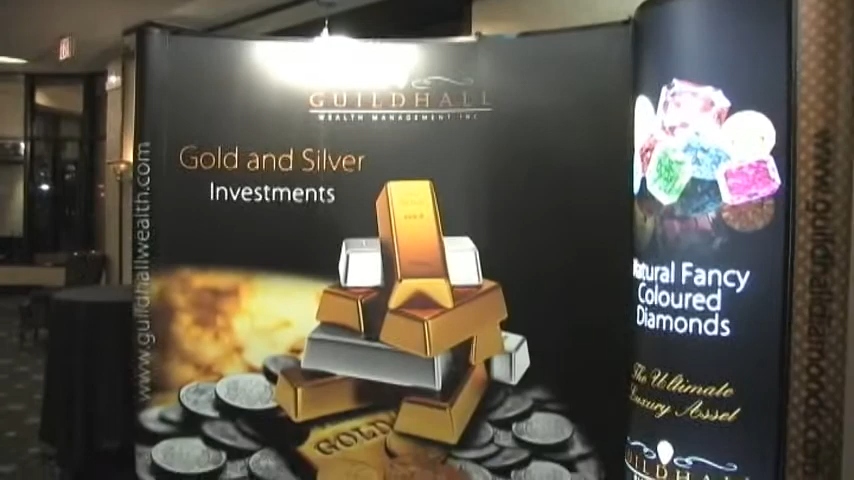 GUILDHALL
WEALTH MANAGEMENT INC
Gold and Silver
Investments
www.guildhallwealth.com
GOLD
Natural Fancy
Coloured
Diamonds
The Ultimate
Luxury Asset
GUILDHALL